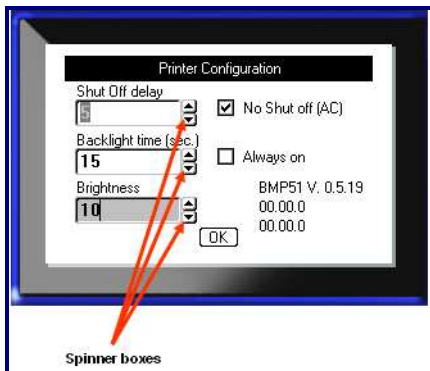 Printer Configuration
Shut Off delay
5
No Shut off (AC)
Backlight time (sec.)
15
Always on
Brightness
10
BMP51 V. 0.5.19
00.00.0
00.00.0
OK
Spinner boxes